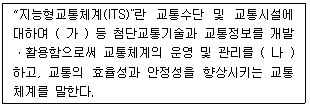 “지능형교통체계(ITS)”란 교통수단 및 교통시설에
대하여 ( 가 ) 등 첨단교통기술과 교통정보를 개발
·활용함으로써 교통체계의 운영 및 관리를 ( 나 )
하고, 교통의 효율성과 안정성을 향상시키는 교통
체계를 말한다.